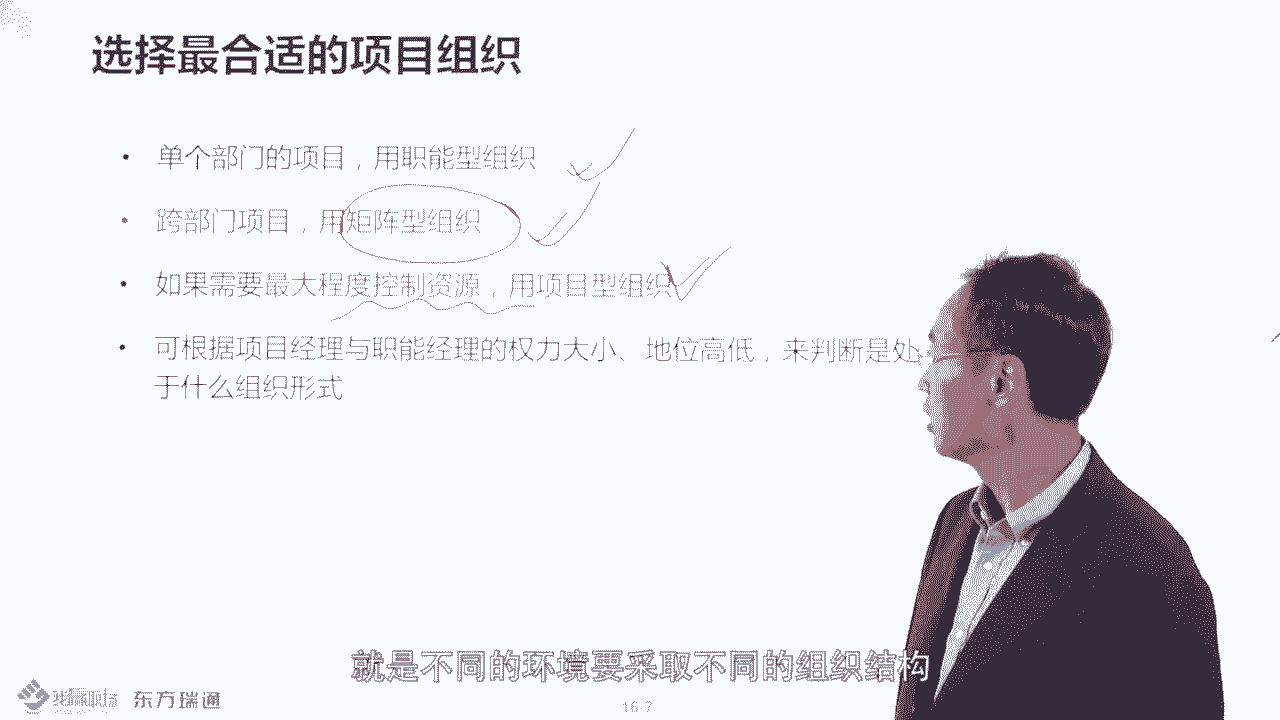 选择最合适的项目组织
• 单个部门的项目，用职能型组织
• 跨部门项目，用矩阵型组织
• 如果需要最大程度控制资源，用项目型组织
• 可根据项目经理与职能经理的权力大小、地位高低，来判断是处
于什么组织形式
就是不同的环境要采取不同的组织结构
东方瑞通
16-7